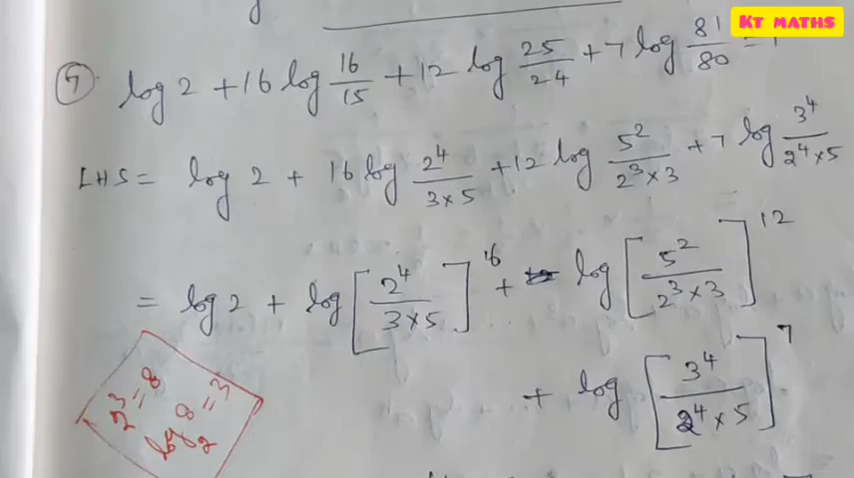 KT MATHS
9) log 2 + 16 log 16/15 + 12 log 25/24 + 7 log 81/80 = 1
LHS = log 2 + 16 log 2⁴/(3×5) + 12 log 5²/(2³×3) + 7 log 3⁴/(2⁴×5)
= log 2 + log [2⁴/(3×5)]¹⁶ + log [5²/(2³×3)]¹²
+ log [3⁴/(2⁴×5)]⁷
2³ = 8
log₂ 8 = 3